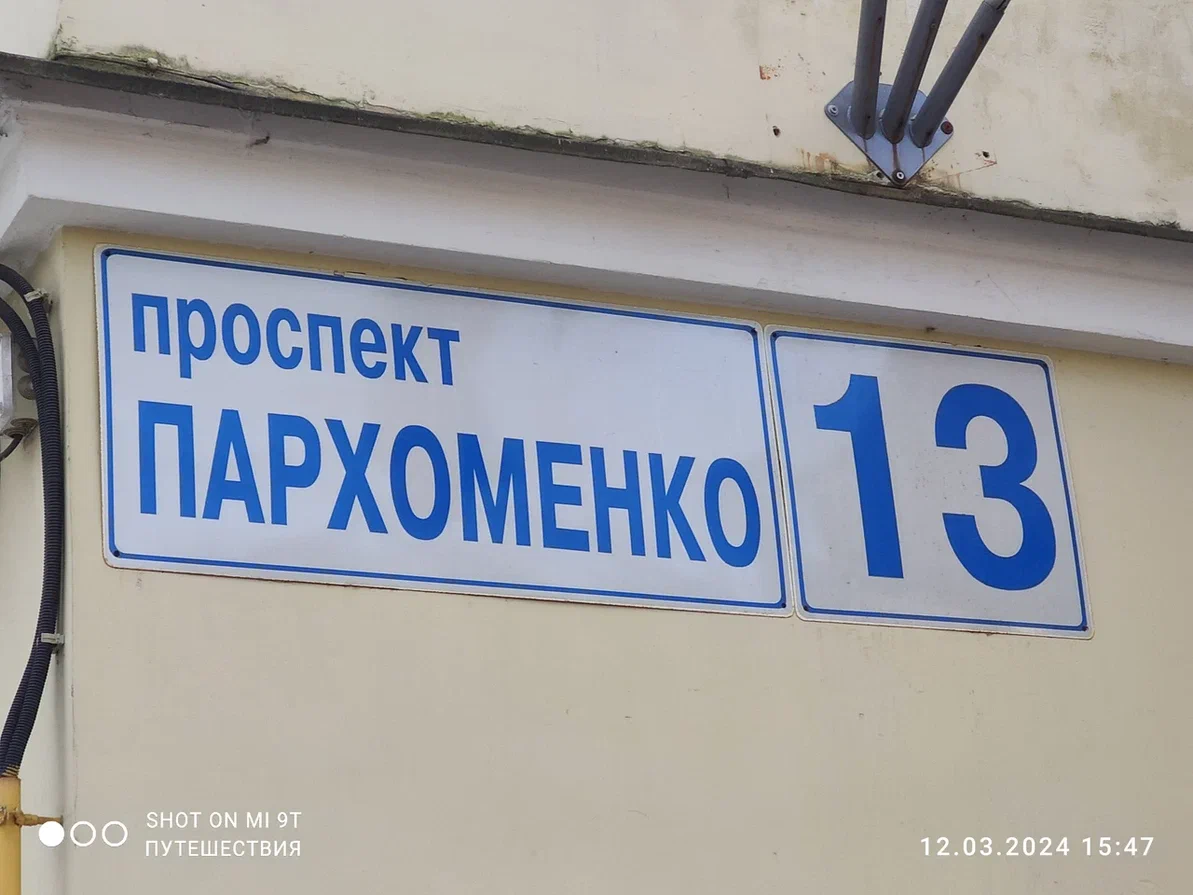 проспект
ПАРХОМЕНКО
13
SHOT ON MI 9T
ПУТЕШЕСТВИЯ
12.03.2024 15:47